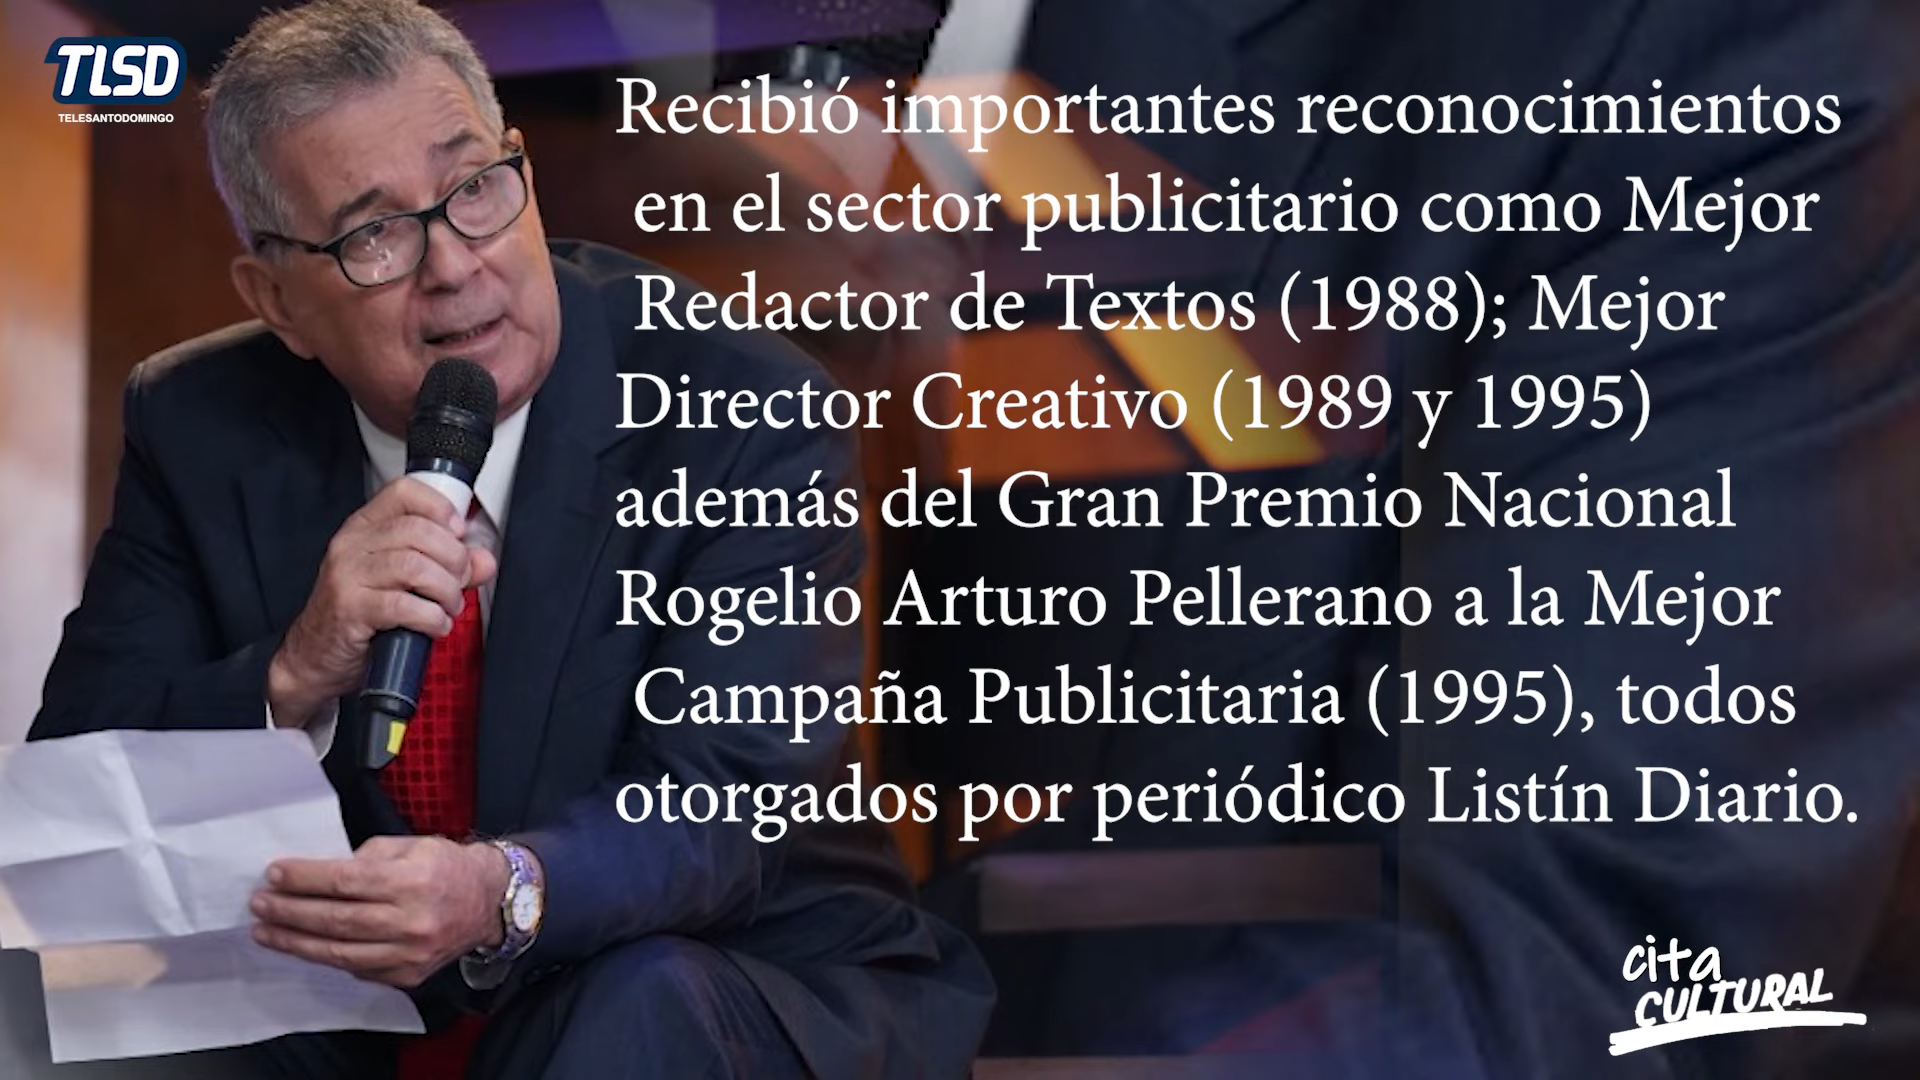 TLSD
TELESANTODOMINGO
Recibió importantes reconocimientos
en el sector publicitario como Mejor
Redactor de Textos (1988); Mejor
Director Creativo (1989 y 1995)
además del Gran Premio Nacional
Rogelio Arturo Pellerano a la Mejor
Campaña Publicitaria (1995), todos
otorgados por periódico Listín Diario.
cita
CULTURAL